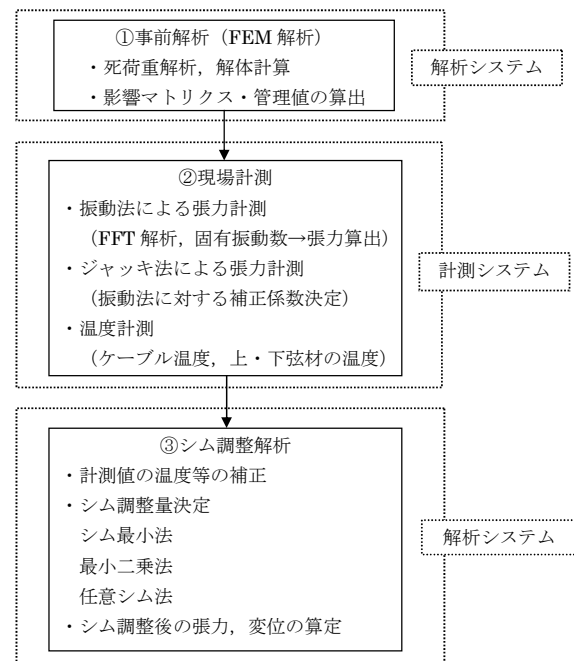 ①事前解析（FEM 解析）
・死荷重解析，解体計算
・影響マトリクス・管理値の算出
解析システム
②現場計測
・振動法による張力計測
（FFT 解析，固有振動数→張力算出）
・ジャッキ法による張力計測
（振動法に対する補正係数決定）
・温度計測
（ケーブル温度，上・下弦材の温度）
計測システム
③シム調整解析
・計測値の温度等の補正
・シム調整量決定
シム最小法
最小二乗法
任意シム法
・シム調整後の張力，変位の算定
解析システム